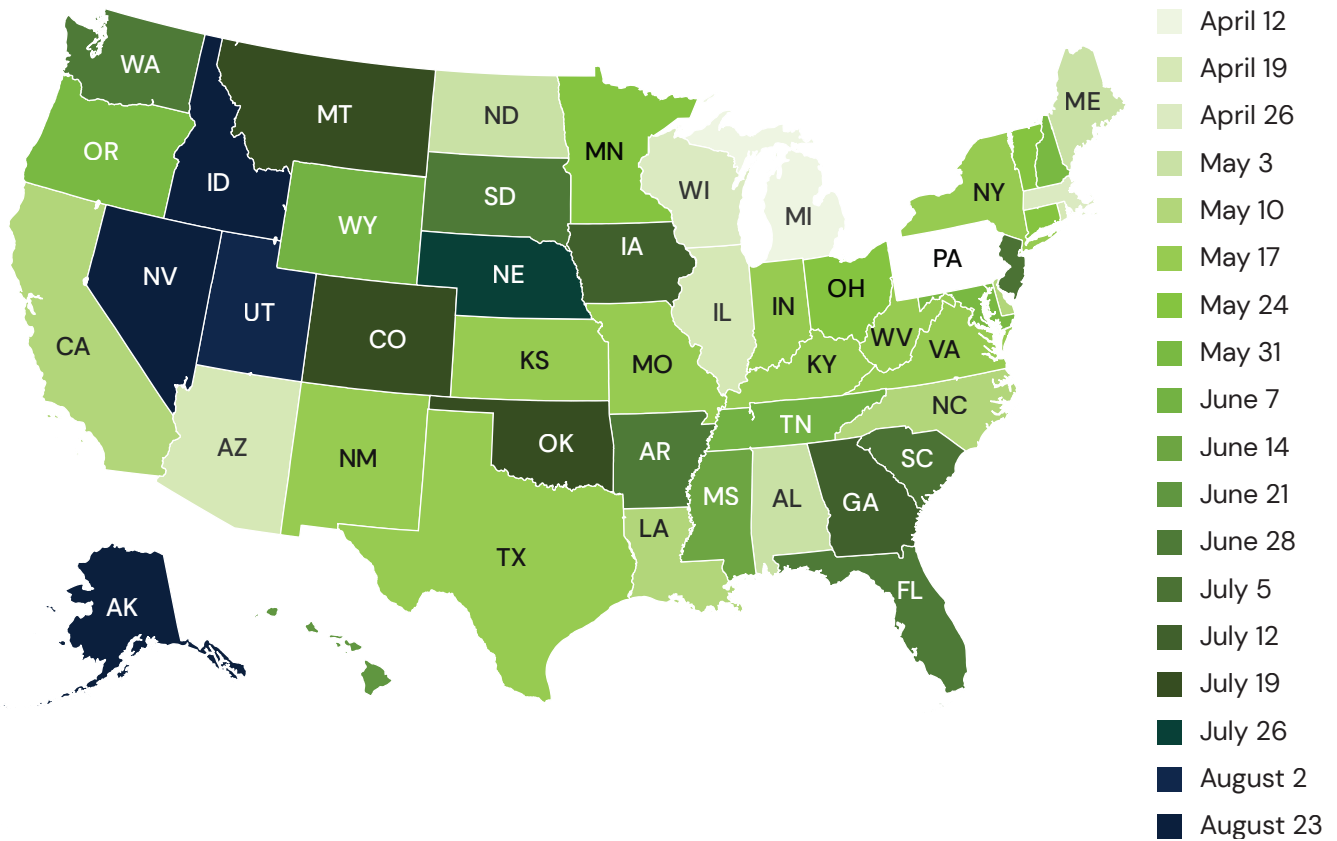 WA
OR
CA
NV
ID
MT
WY
UT
AZ
CO
NM
ND
SD
NE
KS
OK
TX
MN
IA
MO
AR
LA
WI
IL
MI
IN
OH
KY
TN
MS
AL
GA
FL
SC
NC
VA
WV
PA
NY
ME
AK
April 12
April 19
April 26
May 3
May 10
May 17
May 24
May 31
June 7
June 14
June 21
June 28
July 5
July 12
July 19
July 26
August 2
August 23